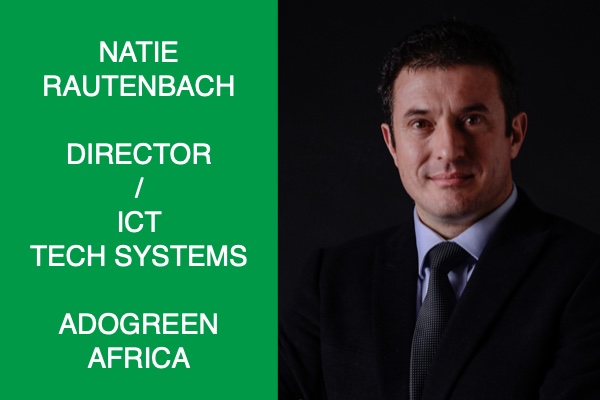 NATIE
RAUTENBACH
DIRECTOR
/
ICT
TECH SYSTEMS
ADOGREEN
AFRICA